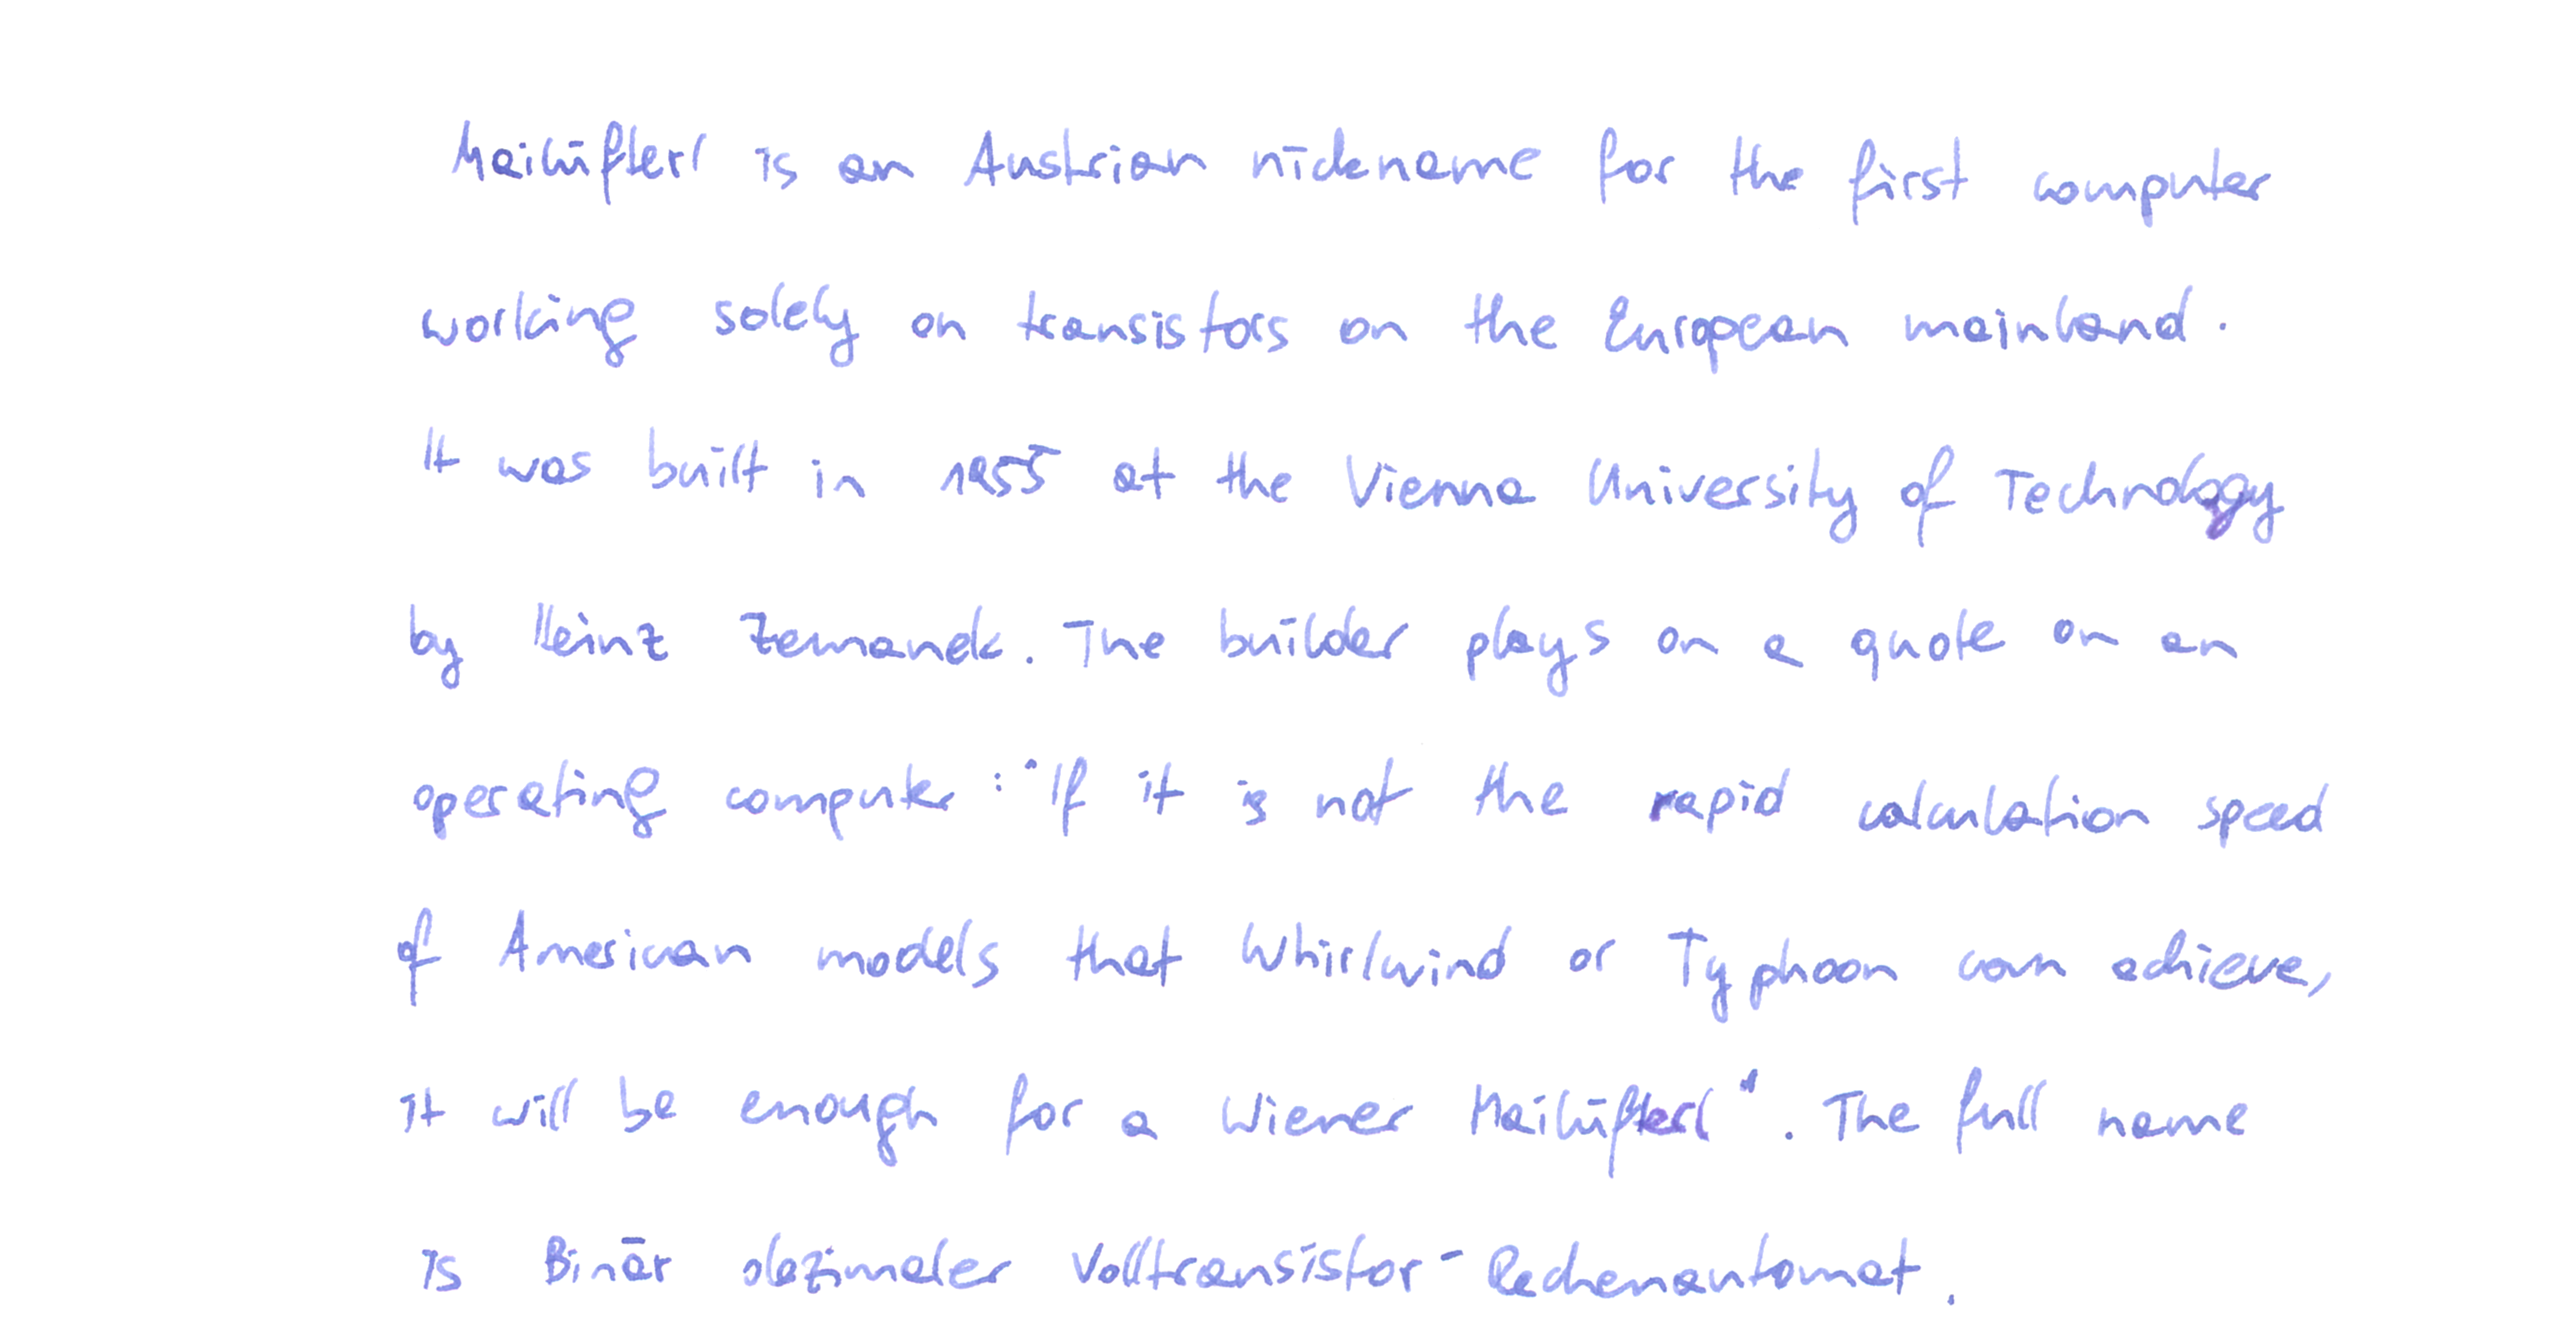 Mailüfterl is an Austrian nickname for the first computer
working solely on transistors on the European mainland.
It was built in 1955 at the Vienna University of Technology
by Heinz Zemanek. The builder plays on a quote on an
operating computer: "If it is not the rapid calculation speed
of American models that Whirlwind or Typhoon can achieve,
it will be enough for a Wiener Mailüfterl". The full name
is Binär dezimaler Volltransistor-Rechenautomat.